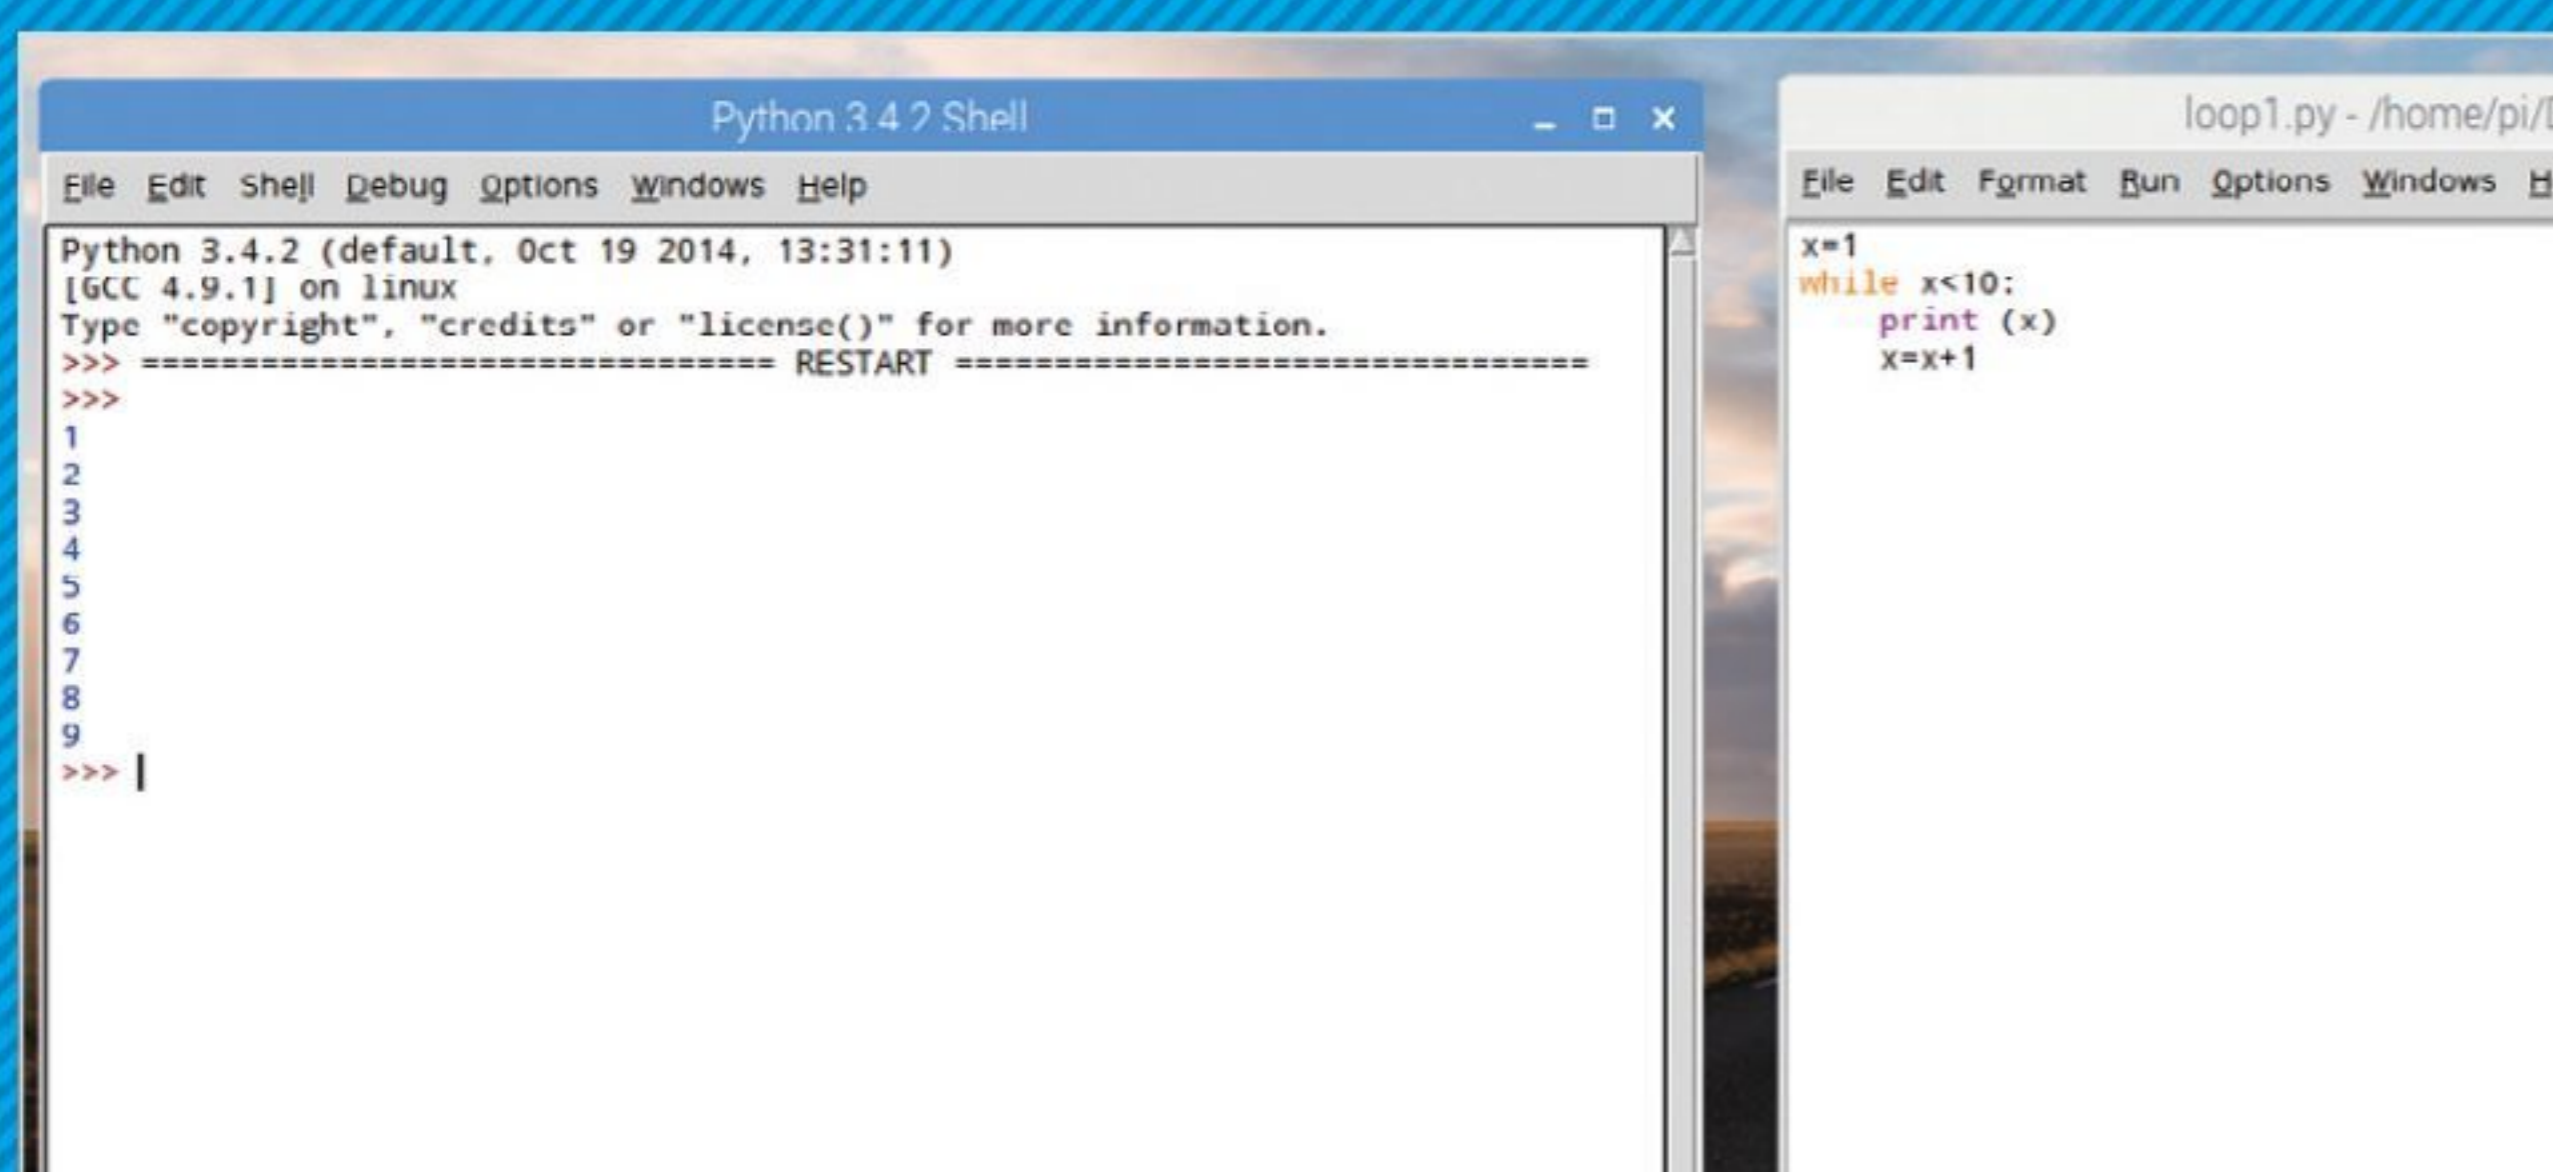 Python 3.4.2 Shell
File Edit Shell Debug Options Windows Help
Python 3.4.2 (default, Oct 19 2014, 13:31:11)
[GCC 4.9.1] on linux
Type "copyright", "credits" or "license()" for more information.
>>> ================================ RESTART ================================
>>>
1
2
3
4
5
6
7
8
9
>>>
loop1.py - /home/pi/
File Edit Format Run Options Windows
x=1
while x<10:
    print (x)
    x=x+1